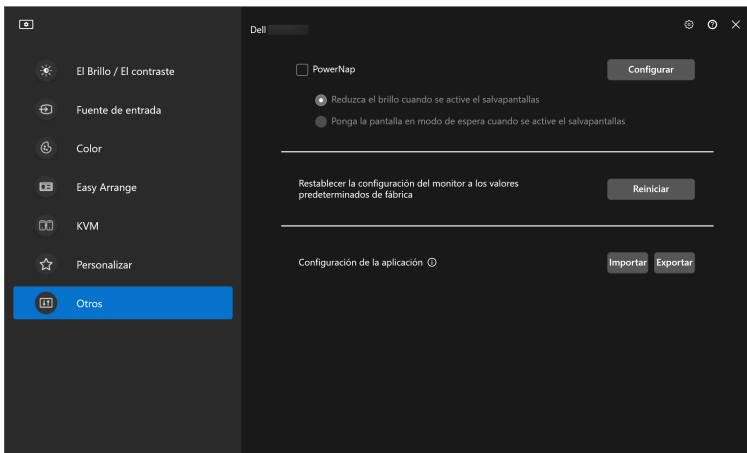 Dell
El Brillo / El contraste
Fuente de entrada
Color
Easy Arrange
KVM
Personalizar
Otros
PowerNap
Configurar
Reduzca el brillo cuando se active el salvapantallas
Ponga la pantalla en modo de espera cuando se active el salvapantallas
Restablecer la configuración del monitor a los valores
predeterminados de fábrica
Reiniciar
Configuración de la aplicación
Importar
Exportar